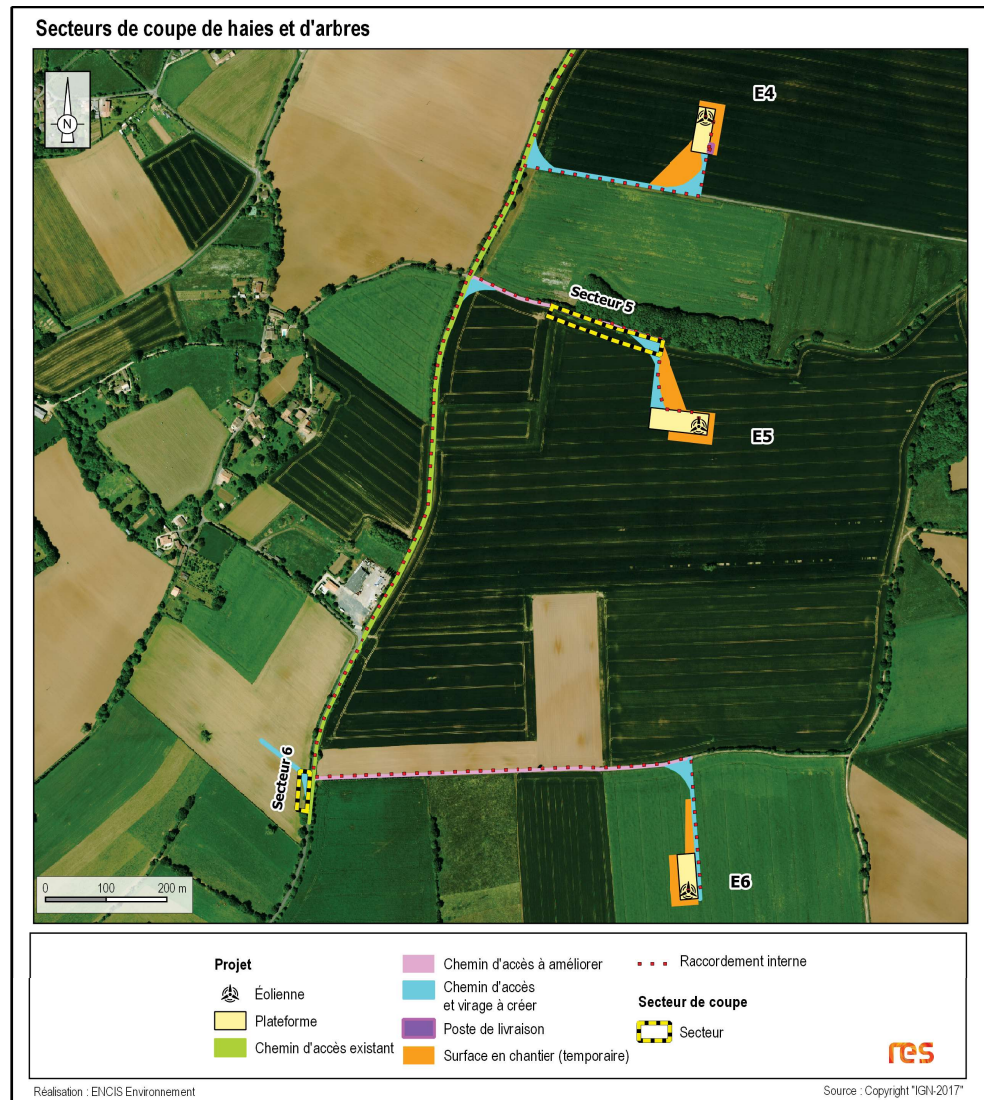 Secteurs de coupe de haies et d'arbres
N
E4
Secteur 5
E5
Secteur 6
E6
0 100 200 m
Projet
Éolienne
Plateforme
Chemin d'accès existant
Chemin d'accès à améliorer
Chemin d'accès
et virage à créer
Poste de livraison
Surface en chantier (temporaire)
Raccordement interne
Secteur de coupe
Secteur
res
Réalisation : ENCIS Environnement
Source : Copyright "IGN-2017"